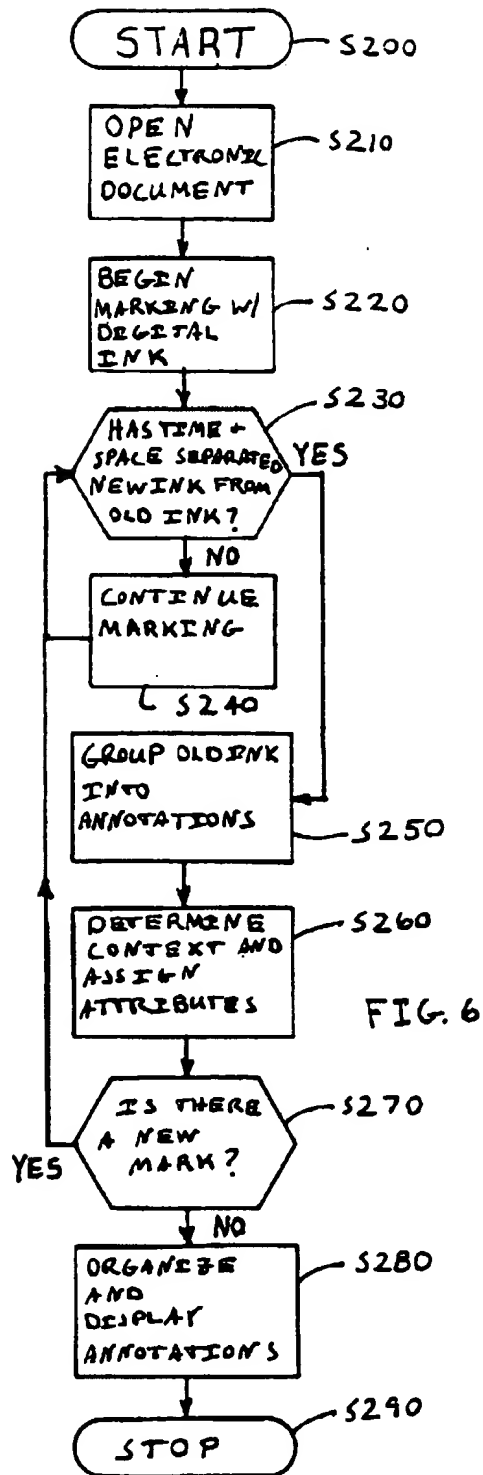 START
S200
OPEN
ELECTRONIC
DOCUMENT
S210
BEGIN
MARKING W/
DIGITAL
INK
S220
S230
HAS TIME +
SPACE SEPARATED
NEW INK FROM
OLD INK?
YES
NO
CONTINUE
MARKING
S240
GROUP OLD INK
INTO
ANNOTATIONS
S250
DETERMINE
CONTEXT AND
ASSIGN
ATTRIBUTES
S260
FIG. 6
IS THERE
A NEW
MARK?
S270
YES
NO
ORGANIZE
AND
DISPLAY
ANNOTATIONS
S280
STOP
S290